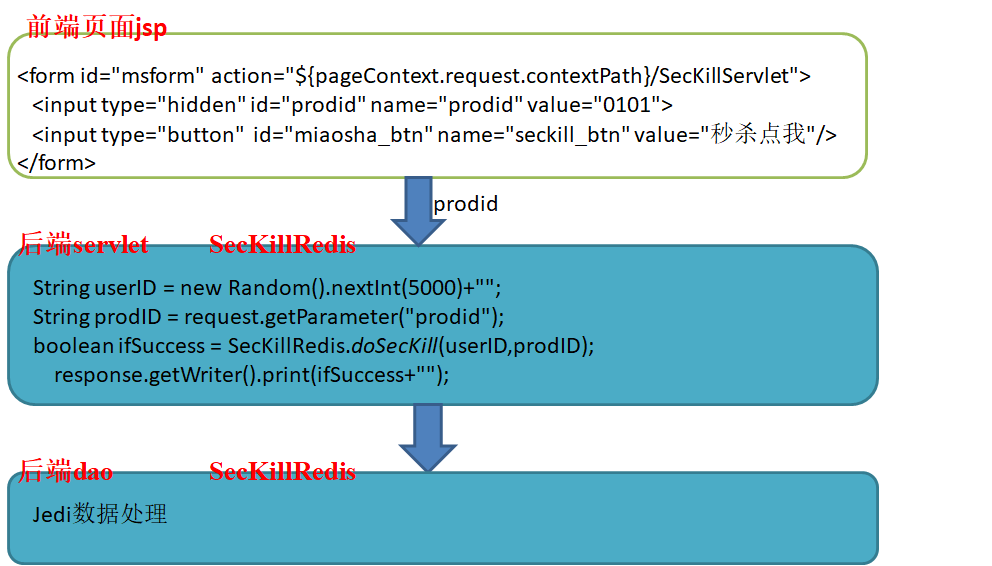 前端页面jsp
<form id="msform" action="${pageContext.request.contextPath}/SecKillServlet">
<input type="hidden" id="prodid" name="prodid" value="0101">
<input type="button" id="miaosha_btn" name="seckill_btn" value="秒杀点我"/>
</form>
prodid
后端servlet SecKillRedis
String userID = new Random().nextInt(5000)+"";
String prodID = request.getParameter("prodid");
boolean ifSuccess = SecKillRedis.doSecKill(userID,prodID);
response.getWriter().print(ifSuccess+"");
后端dao SecKillRedis
Jedi数据处理